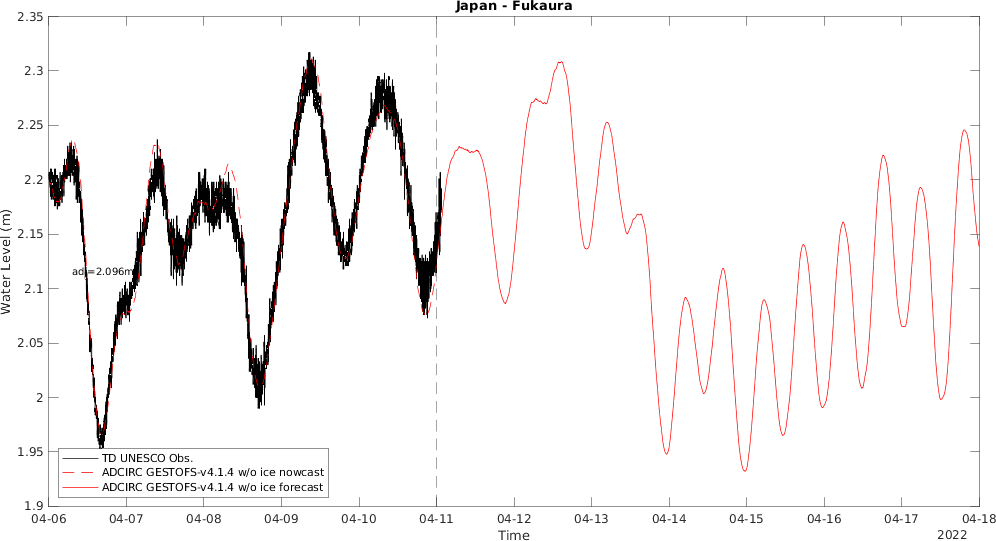 Japan - Fukaura
Water Level (m)
2.35
2.3
2.25
2.2
2.15
2.1
2.05
2
1.95
1.9
adj=2.096m
TD UNESCO Obs.
ADCIRC GESTOFS-v4.1.4 w/o ice nowcast
ADCIRC GESTOFS-v4.1.4 w/o ice forecast
04-06 04-07 04-08 04-09 04-10 04-11 04-12 04-13 04-14 04-15 04-16 04-17 04-18
Time
2022